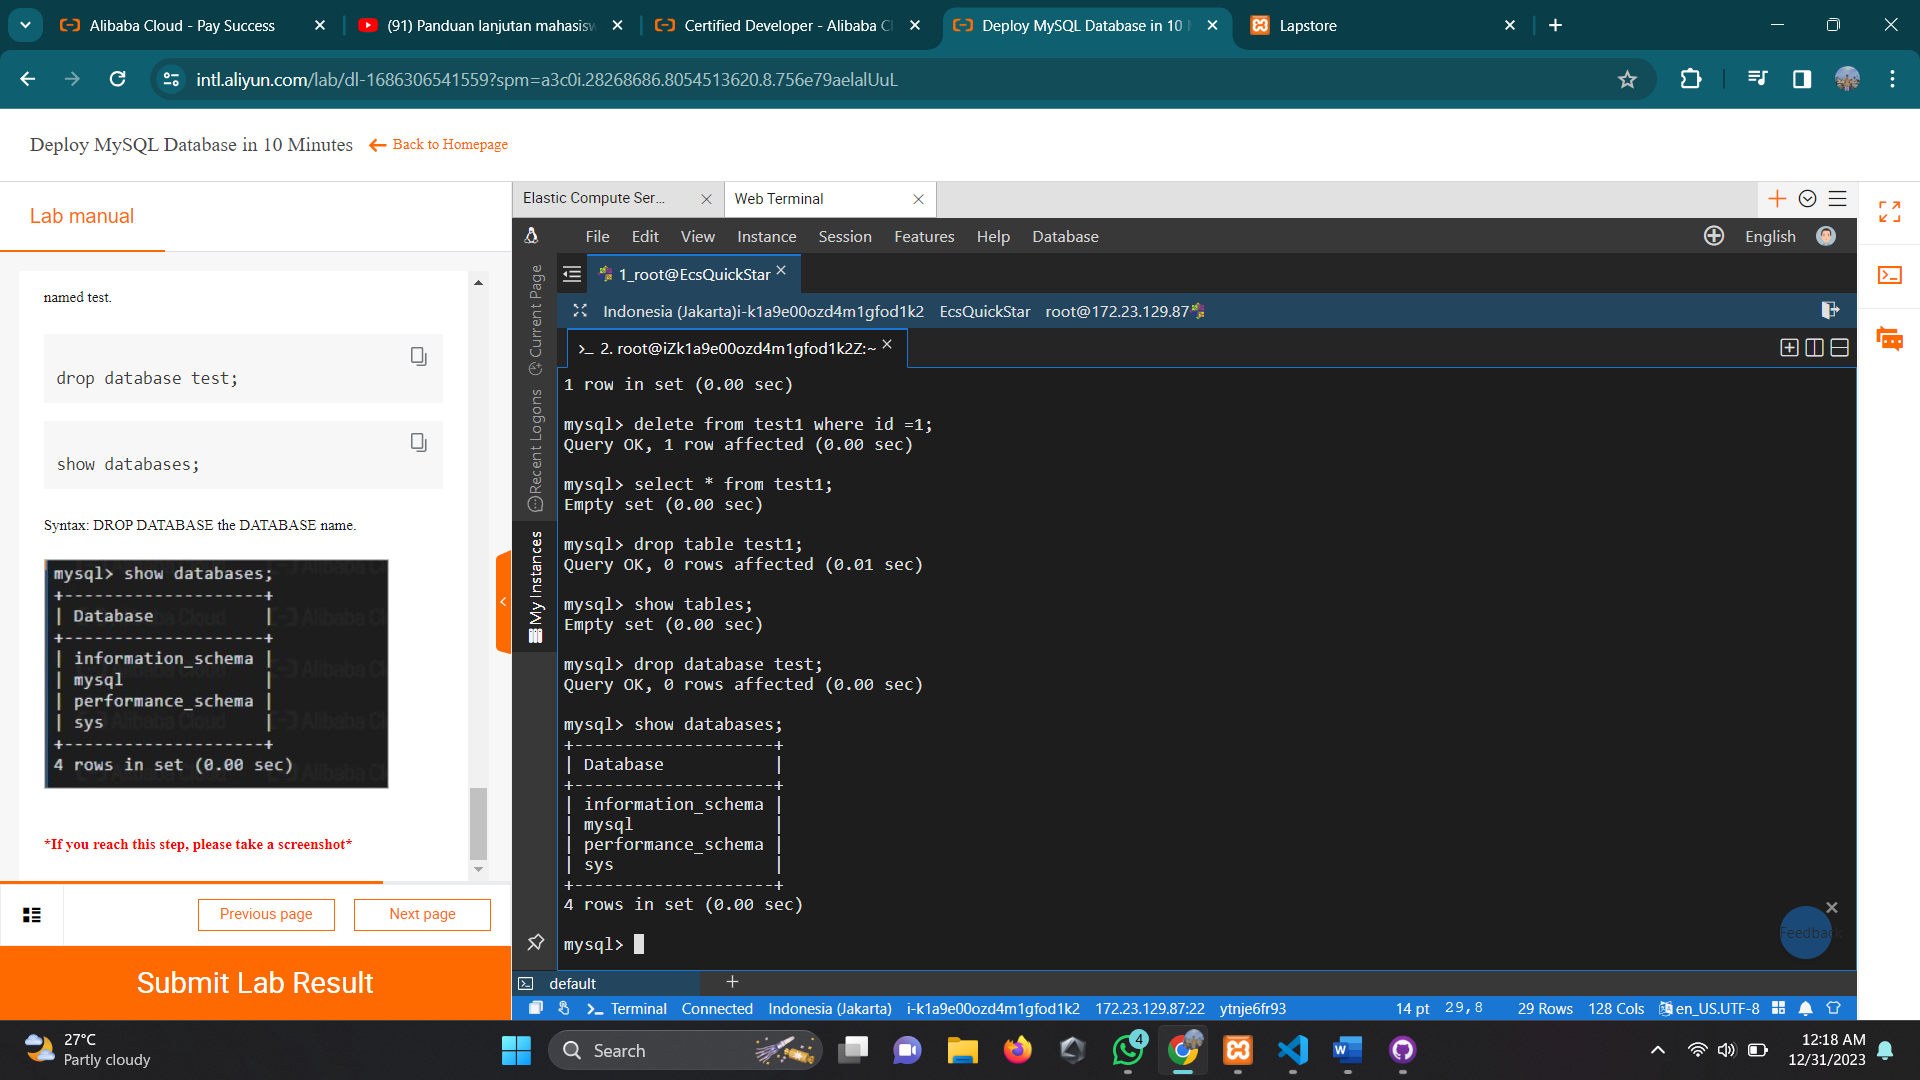 Alibaba Cloud - Pay Success
(91) Panduan lanjutan mahasisw
Certified Developer - Alibaba Cl
Deploy MySQL Database in 10
Lapstore
intl.aliyun.com/lab/dl-1686306541559?spm=a3c0i.28268686.8054513620.8.756e79aelalUuL
Deploy MySQL Database in 10 Minutes
Back to Homepage
Lab manual
named test.
drop database test;
show databases;
Syntax: DROP DATABASE the DATABASE name.
mysql> show databases;
+--------------------+
| Database           |
+--------------------+
| information_schema |
| mysql              |
| performance_schema |
| sys                |
+--------------------+
4 rows in set (0.00 sec)
*If you reach this step, please take a screenshot*
Previous page
Next page
Submit Lab Result
Elastic Compute Ser...
Web Terminal
File Edit View Instance Session Features Help Database
English
Current Page
Recent Logons
My Instances
1_root@EcsQuickStar
Indonesia (Jakarta)i-k1a9e00ozd4m1gfod1k2 EcsQuickStar root@172.23.129.87
>_ 2. root@iZk1a9e00ozd4m1gfod1k2Z:~
1 row in set (0.00 sec)
mysql> delete from test1 where id =1;
Query OK, 1 row affected (0.00 sec)
mysql> select * from test1;
Empty set (0.00 sec)
mysql> drop table test1;
Query OK, 0 rows affected (0.01 sec)
mysql> show tables;
Empty set (0.00 sec)
mysql> drop database test;
Query OK, 0 rows affected (0.00 sec)
mysql> show databases;
+--------------------+
| Database           |
+--------------------+
| information_schema |
| mysql              |
| performance_schema |
| sys                |
+--------------------+
4 rows in set (0.00 sec)
mysql>
Feedback
default
Terminal Connected Indonesia (Jakarta) i-k1a9e00ozd4m1gfod1k2 172.23.129.87:22 ytnje6fr93 14 pt 29,8 29 Rows 128 Cols en_US.UTF-8
27°C
Partly cloudy
Search
4
12:18 AM
12/31/2023